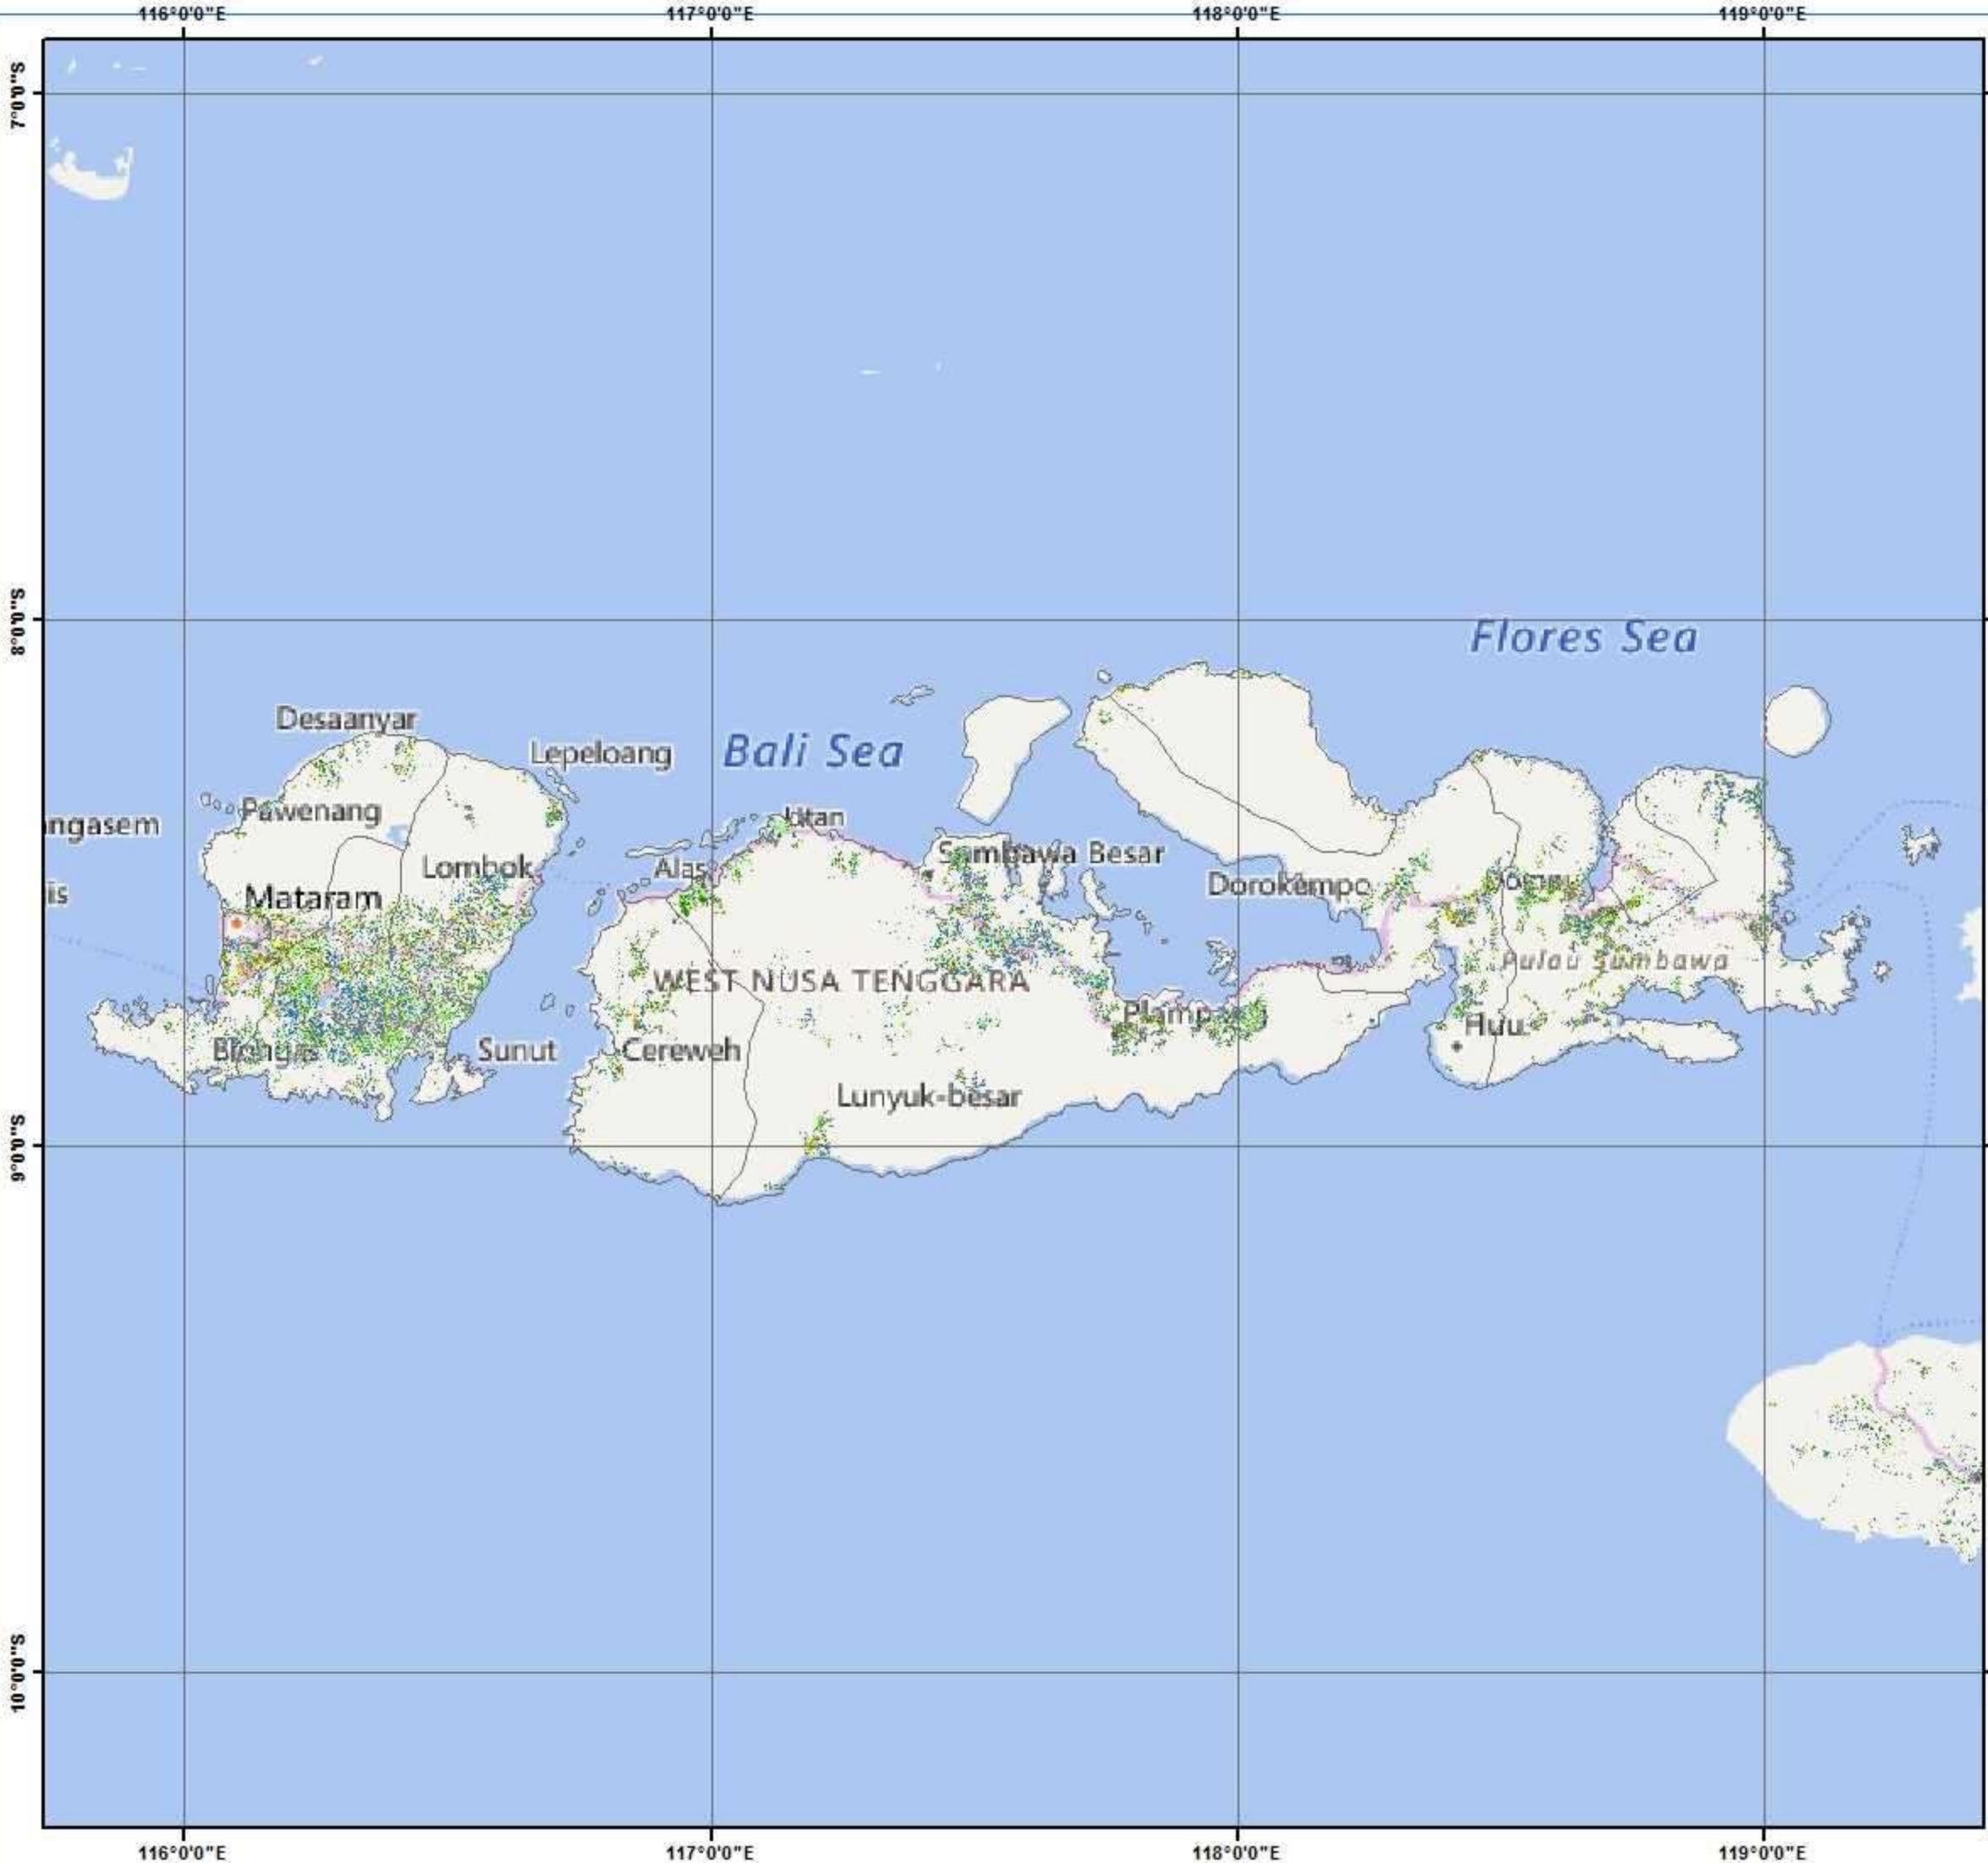 116°0'0"E
117°0'0"E
118°0'0"E
119°0'0"E
7°0'0"S
8°0'0"S
Flores Sea
Desaanyar
Lepeloang
Bali Sea
Pawenang
Utan
ngasem
Sumbawa Besar
Lombok
Alas
Dorokempo
is
Mataram
WEST NUSA TENGGARA
Pulau Sumbawa
Plamp
Huu
Sunut
Cereweh
Lunyuk-besar
9°0'0"S
10°0'0"S
116°0'0"E
117°0'0"E
118°0'0"E
119°0'0"E